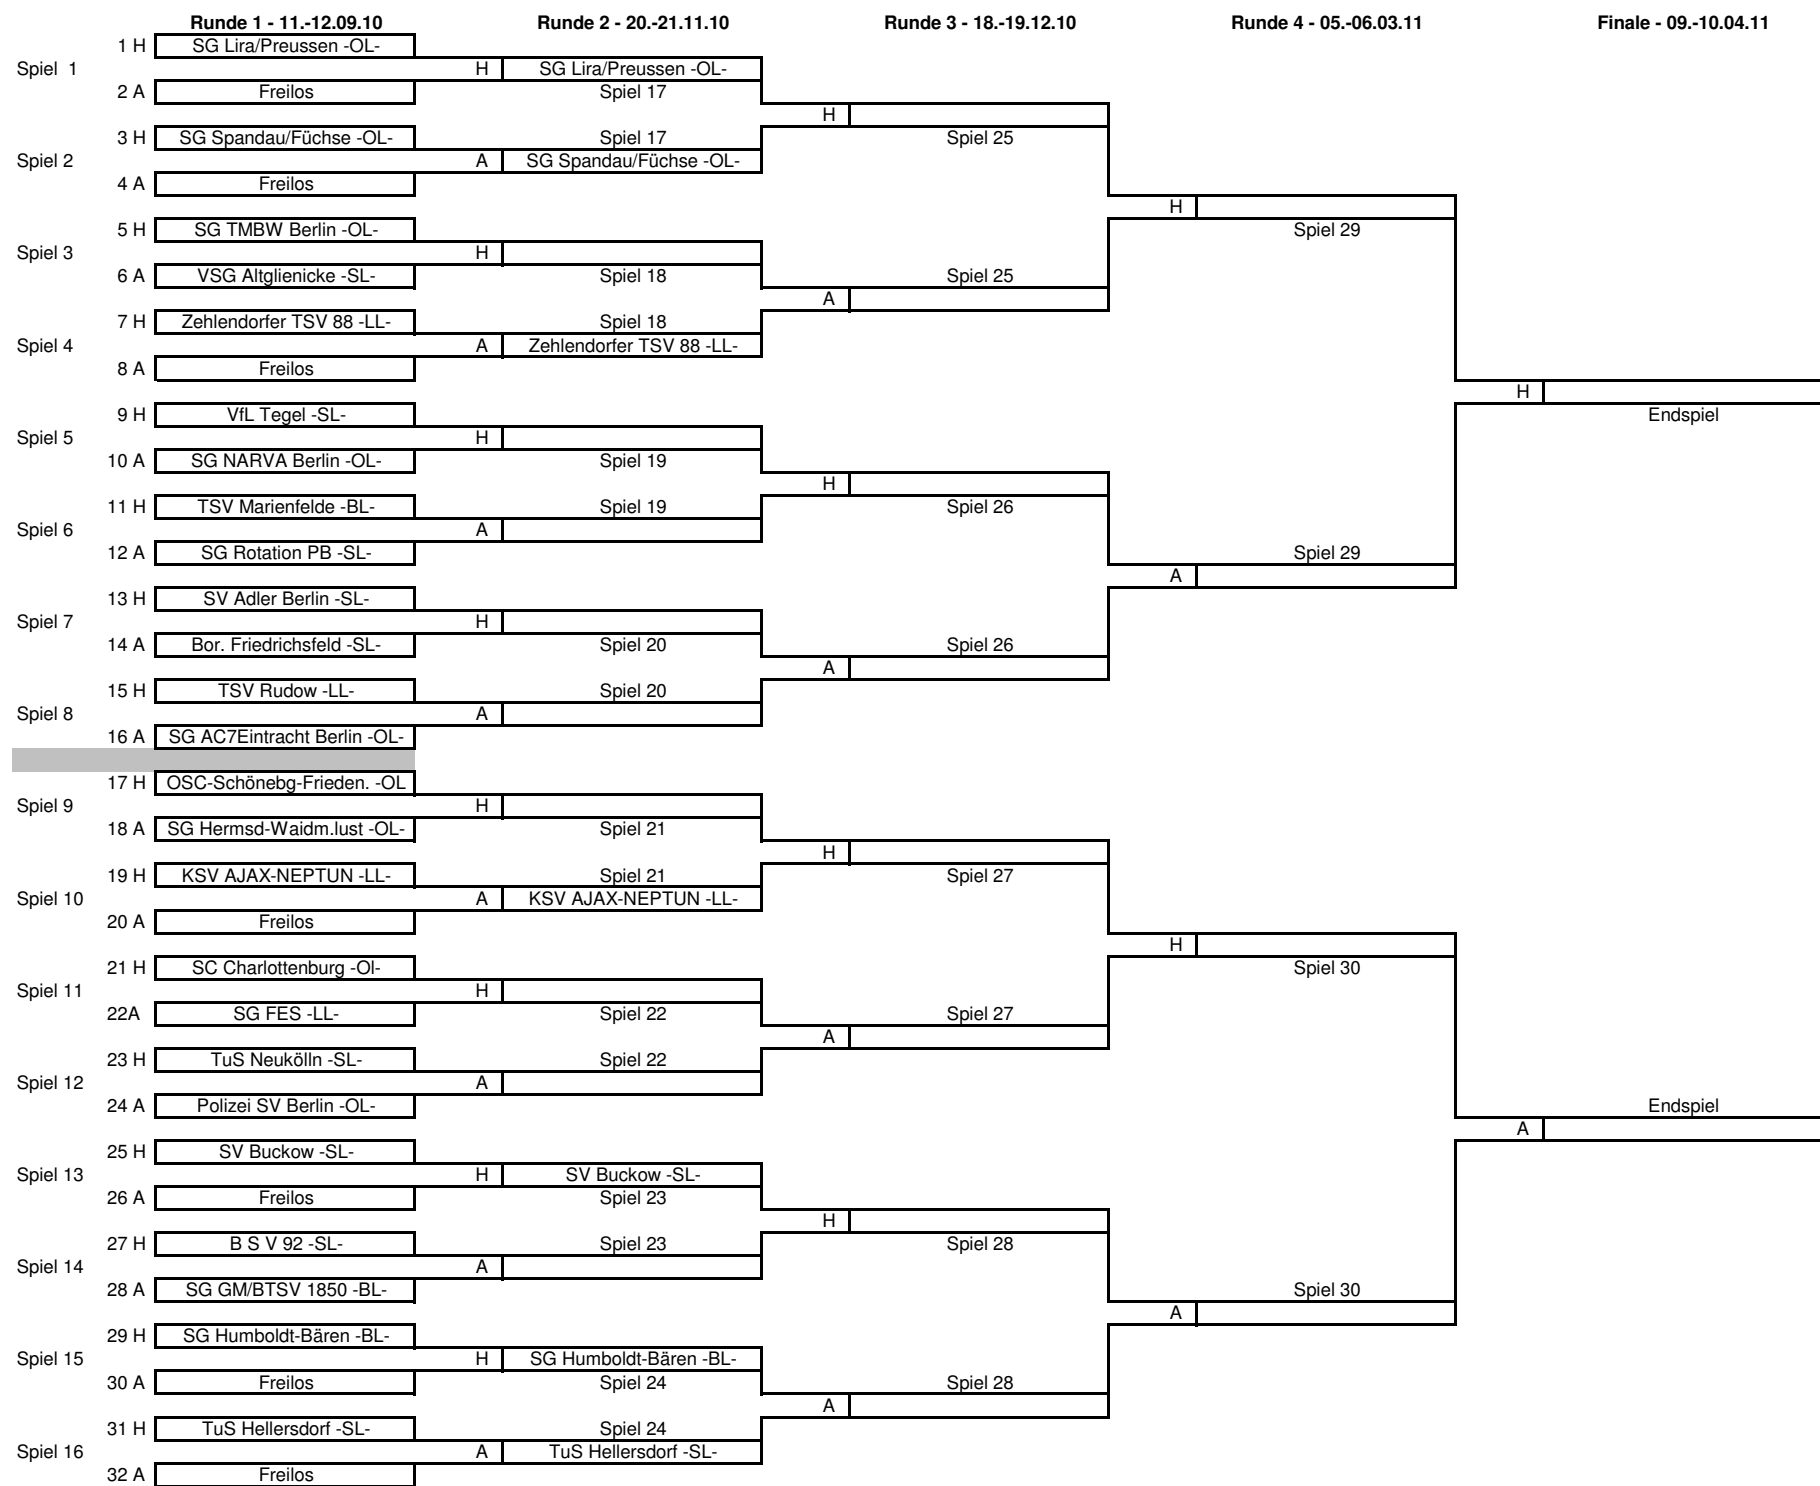 Runde 1 - 11.-12.09.10 Runde 2 - 20.-21.11.10 Runde 3 - 18.-19.12.10 Runde 4 - 05.-06.03.11 Finale - 09.-10.04.11
1 H SG Lira/Preussen -OL-
Spiel 1 H SG Lira/Preussen -OL-
2 A Freilos Spiel 17
H
3 H SG Spandau/Füchse -OL- Spiel 17 Spiel 25
Spiel 2 A SG Spandau/Füchse -OL-
4 A Freilos
H
5 H SG TMBW Berlin -OL- Spiel 29
Spiel 3 H
6 A VSG Altglienicke -SL- Spiel 18 Spiel 25
A
7 H Zehlendorfer TSV 88 -LL- Spiel 18
Spiel 4 A Zehlendorfer TSV 88 -LL-
8 A Freilos
H
9 H VfL Tegel -SL- Endspiel
Spiel 5 H
10 A SG NARVA Berlin -OL- Spiel 19
H
11 H TSV Marienfelde -BL- Spiel 19 Spiel 26
Spiel 6 A
12 A SG Rotation PB -SL- Spiel 29
A
13 H SV Adler Berlin -SL-
Spiel 7 H
14 A Bor. Friedrichsfeld -SL- Spiel 20 Spiel 26
A
15 H TSV Rudow -LL- Spiel 20
Spiel 8 A
16 A SG AC7Eintracht Berlin -OL-
17 H OSC-Schönebg-Frieden. -OL
Spiel 9 H
18 A SG Hermsd-Waidm.lust -OL- Spiel 21
H
19 H KSV AJAX-NEPTUN -LL- Spiel 21 Spiel 27
Spiel 10 A KSV AJAX-NEPTUN -LL-
20 A Freilos
H
21 H SC Charlottenburg -Ol- Spiel 30
Spiel 11 H
22A SG FES -LL- Spiel 22 Spiel 27
A
23 H TuS Neukölln -SL- Spiel 22
Spiel 12 A
24 A Polizei SV Berlin -OL- Endspiel
A
25 H SV Buckow -SL-
Spiel 13 H SV Buckow -SL-
26 A Freilos Spiel 23
H
27 H B S V 92 -SL- Spiel 23 Spiel 28
Spiel 14 A
28 A SG GM/BTSV 1850 -BL- Spiel 30
A
29 H SG Humboldt-Bären -BL-
Spiel 15 H SG Humboldt-Bären -BL-
30 A Freilos Spiel 24 Spiel 28
A
31 H TuS Hellersdorf -SL- Spiel 24
Spiel 16 A TuS Hellersdorf -SL-
32 A Freilos